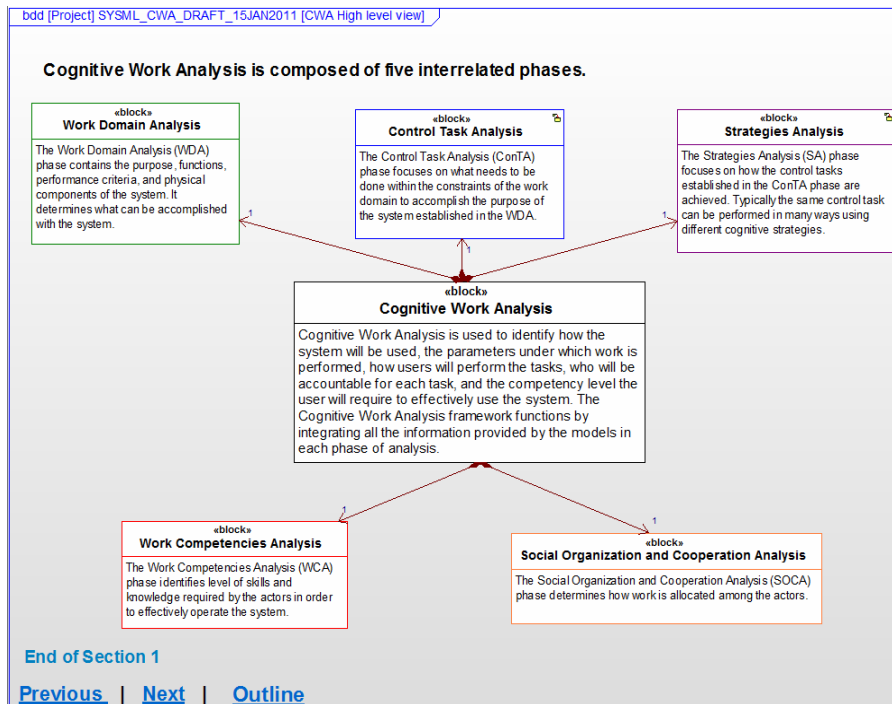 bdd [Project] SYSML_CWA_DRAFT_15JAN2011 [CWA High level view]
Cognitive Work Analysis is composed of five interrelated phases.
«block»
Work Domain Analysis
The Work Domain Analysis (WDA)
phase contains the purpose, functions,
performance criteria, and physical
components of the system. It
determines what can be accomplished
with the system.
«block»
Control Task Analysis
The Control Task Analysis (ConTA)
phase focuses on what needs to be
done within the constraints of the work
domain to accomplish the purpose of
the system established in the WDA.
«block»
Strategies Analysis
The Strategies Analysis (SA) phase
focuses on how the control tasks
established in the ConTA phase are
achieved. Typically the same control task
can be performed in many ways using
different cognitive strategies.
1
1
1
«block»
Cognitive Work Analysis
Cognitive Work Analysis is used to identify how the
system will be used, the parameters under which work is
performed, how users will perform the tasks, who will be
accountable for each task, and the competency level the
user will require to effectively use the system. The
Cognitive Work Analysis framework functions by
integrating all the information provided by the models in
each phase of analysis.
1
1
«block»
Work Competencies Analysis
The Work Competencies Analysis (WCA)
phase identifies level of skills and
knowledge required by the actors in order
to effectively operate the system.
«block»
Social Organization and Cooperation Analysis
The Social Organization and Cooperation Analysis (SOCA)
phase determines how work is allocated among the actors.
End of Section 1
Previous | Next | Outline